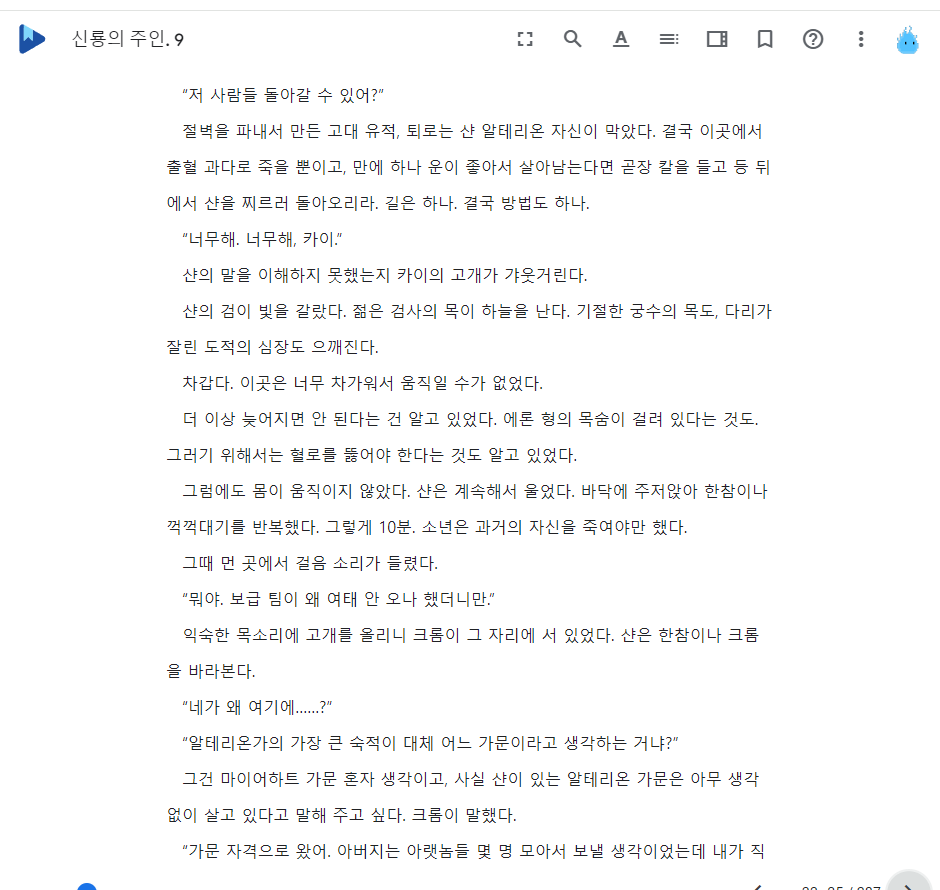 신룡의 주인. 9
“저 사람들 돌아갈 수 있어?”
절벽을 파내서 만든 고대 유적, 퇴로는 샨 알테리온 자신이 막았다. 결국 이곳에서
출혈 과다로 죽을 뿐이고, 만에 하나 운이 좋아서 살아남는다면 곧장 칼을 들고 등 뒤
에서 샨을 찌르러 돌아오리라. 길은 하나. 결국 방법도 하나.
“너무해. 너무해, 카이.”
샨의 말을 이해하지 못했는지 카이의 고개가 갸웃거린다.
샨의 검이 빛을 갈랐다. 젊은 검사의 목이 하늘을 난다. 기절한 궁수의 목도, 다리가
잘린 도적의 심장도 으깨진다.
차갑다. 이곳은 너무 차가워서 움직일 수가 없었다.
더 이상 늦어지면 안 된다는 건 알고 있었다. 에론 형의 목숨이 걸려 있다는 것도.
그러기 위해서는 혈로를 뚫어야 한다는 것도 알고 있었다.
그럼에도 몸이 움직이지 않았다. 샨은 계속해서 울었다. 바닥에 주저앉아 한참이나
꺽꺽대기를 반복했다. 그렇게 10분. 소년은 과거의 자신을 죽여야만 했다.
그때 먼 곳에서 걸음 소리가 들렸다.
“뭐야. 보급 팀이 왜 여태 안 오나 했더니만.”
익숙한 목소리에 고개를 올리니 크롬이 그 자리에 서 있었다. 샨은 한참이나 크롬
을 바라본다.
“네가 왜 여기에……?”
“알테리온가의 가장 큰 숙적이 대체 어느 가문이라고 생각하는 거냐?”
그건 마이어하트 가문 혼자 생각이고, 사실 샨이 있는 알테리온 가문은 아무 생각
없이 살고 있다고 말해 주고 싶다. 크롬이 말했다.
“가문 자격으로 왔어. 아버지는 아랫놈들 몇 명 모아서 보낼 생각이었는데 내가 직